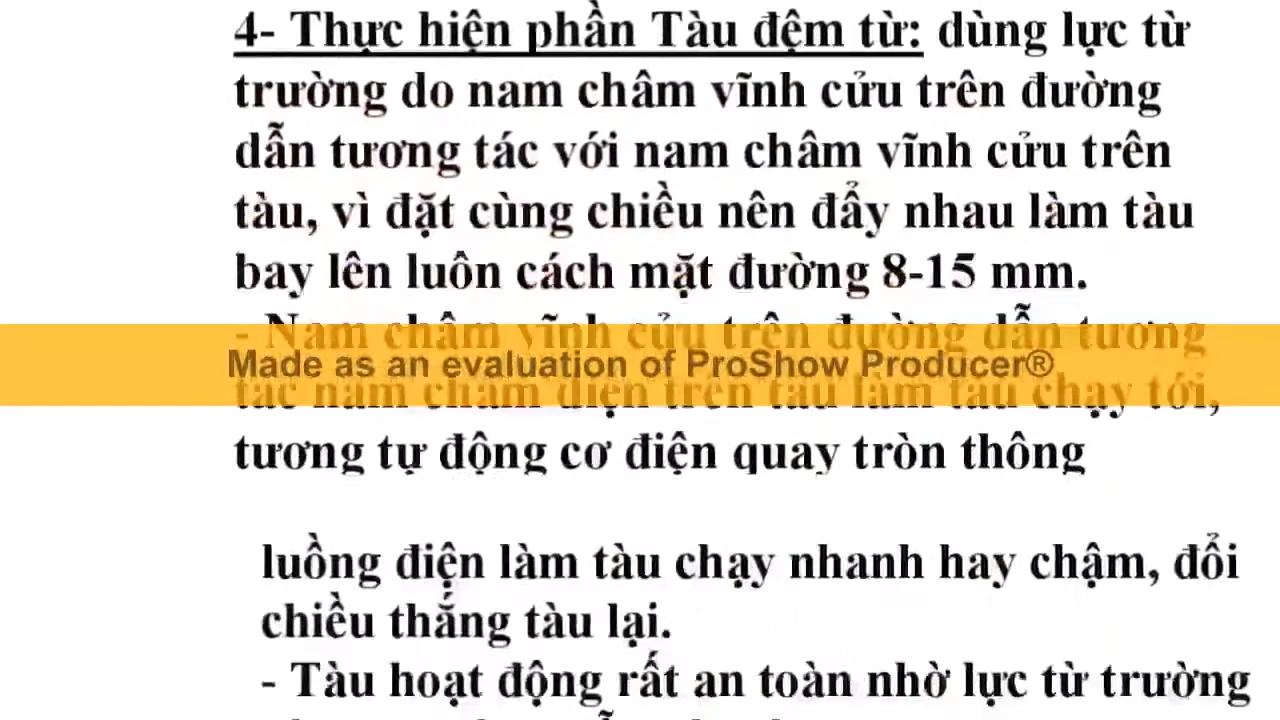 4- Thực hiện phần Tàu đệm từ: dùng lực từ
trường do nam châm vĩnh cửu trên đường
dẫn tương tác với nam châm vĩnh cửu trên
tàu, vì đặt cùng chiều nên đẩy nhau làm tàu
bay lên luôn cách mặt đường 8-15 mm.
- Nam châm vĩnh cửu trên đường dẫn tương
Made as an evaluation of ProShow Producer®
tác nam châm điện trên tàu làm tàu chạy tới,
tương tự động cơ điện quay tròn thông
luồng điện làm tàu chạy nhanh hay chậm, đổi
chiều thắng tàu lại.
- Tàu hoạt động rất an toàn nhờ lực từ trường